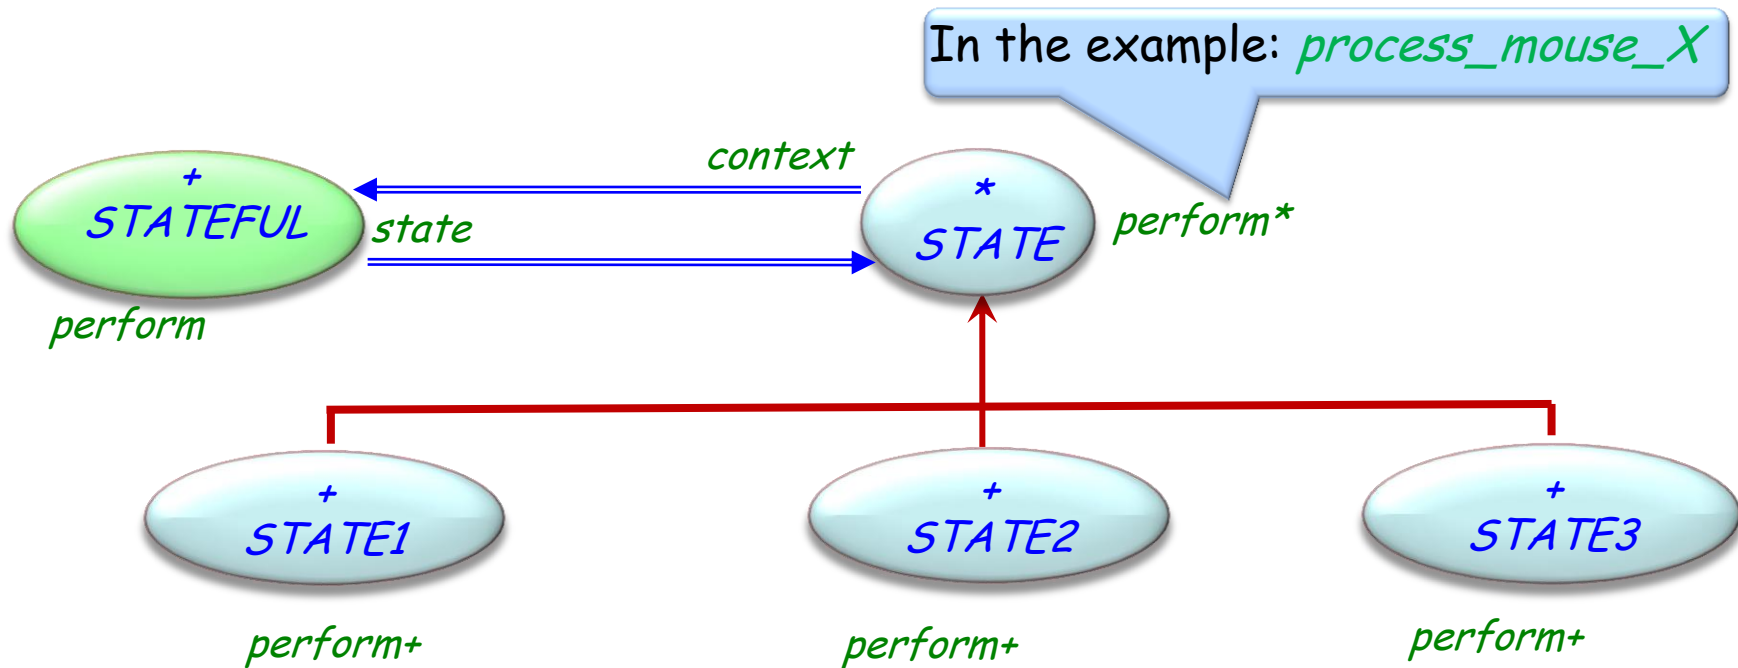 In the example: process_mouse_X
context
+
STATEFUL
state
*
STATE
perform*
perform
+
STATE1
+
STATE2
+
STATE3
perform+
perform+
perform+